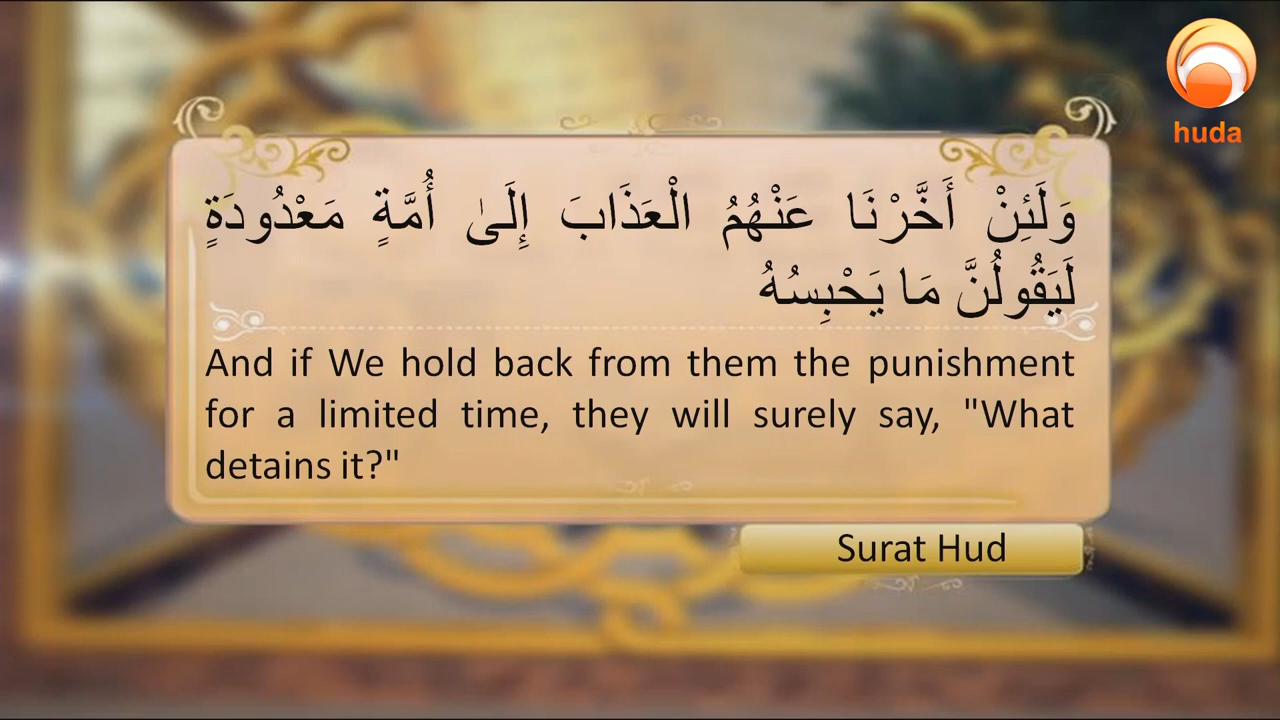 huda
وَلَئِنْ أَخَّرْنَا عَنْهُمُ الْعَذَابَ إِلَىٰ أُمَّةٍ مَعْدُودَةٍ
لَيَقُولُنَّ مَا يَحْبِسُهُ
And if We hold back from them the punishment
for a limited time, they will surely say, "What
detains it?"
Surat Hud